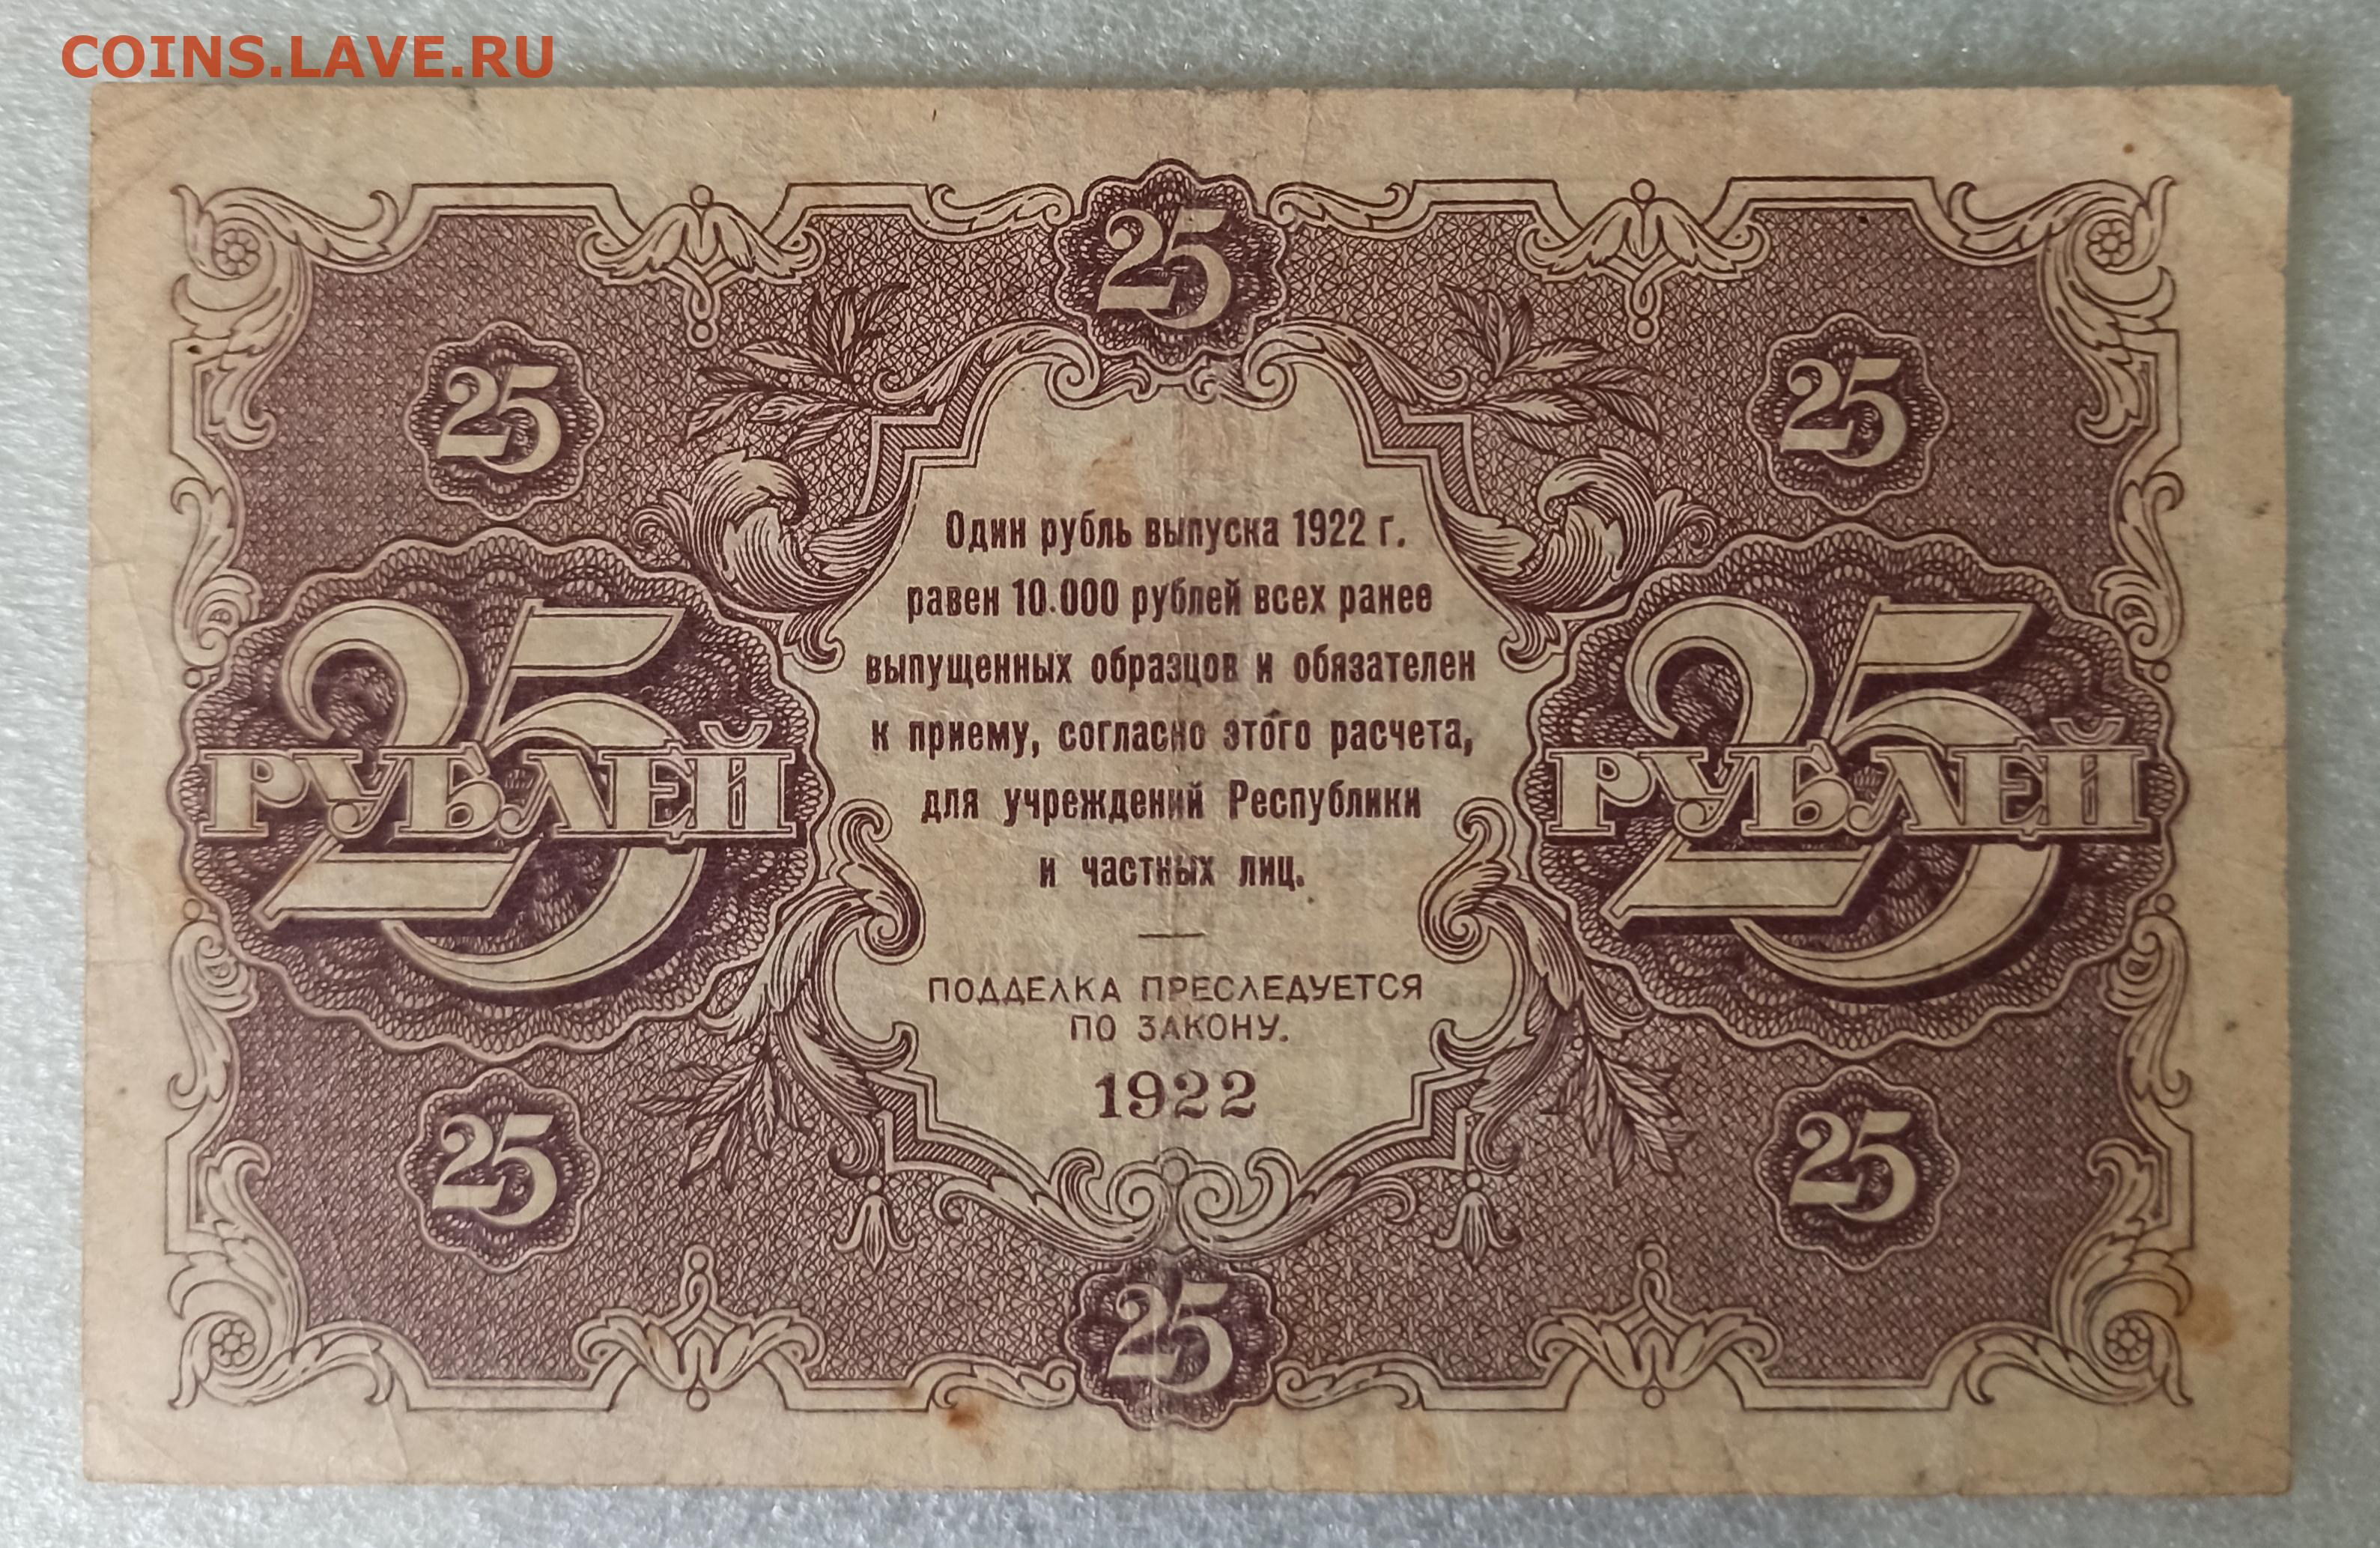 COINS.LAVE.RU
25
25
25
Один рубль выпуска 1922 г.
равен 10.000 рублей всех ранее
выпущенных образцов и обязателен
к приему, согласно этого расчета,
для учреждений Республики
и частных лиц.
25
РУБЛЕЙ
25
РУБЛЕЙ
ПОДДЕЛКА ПРЕСЛЕДУЕТСЯ
ПО ЗАКОНУ.
1922
25
25
25